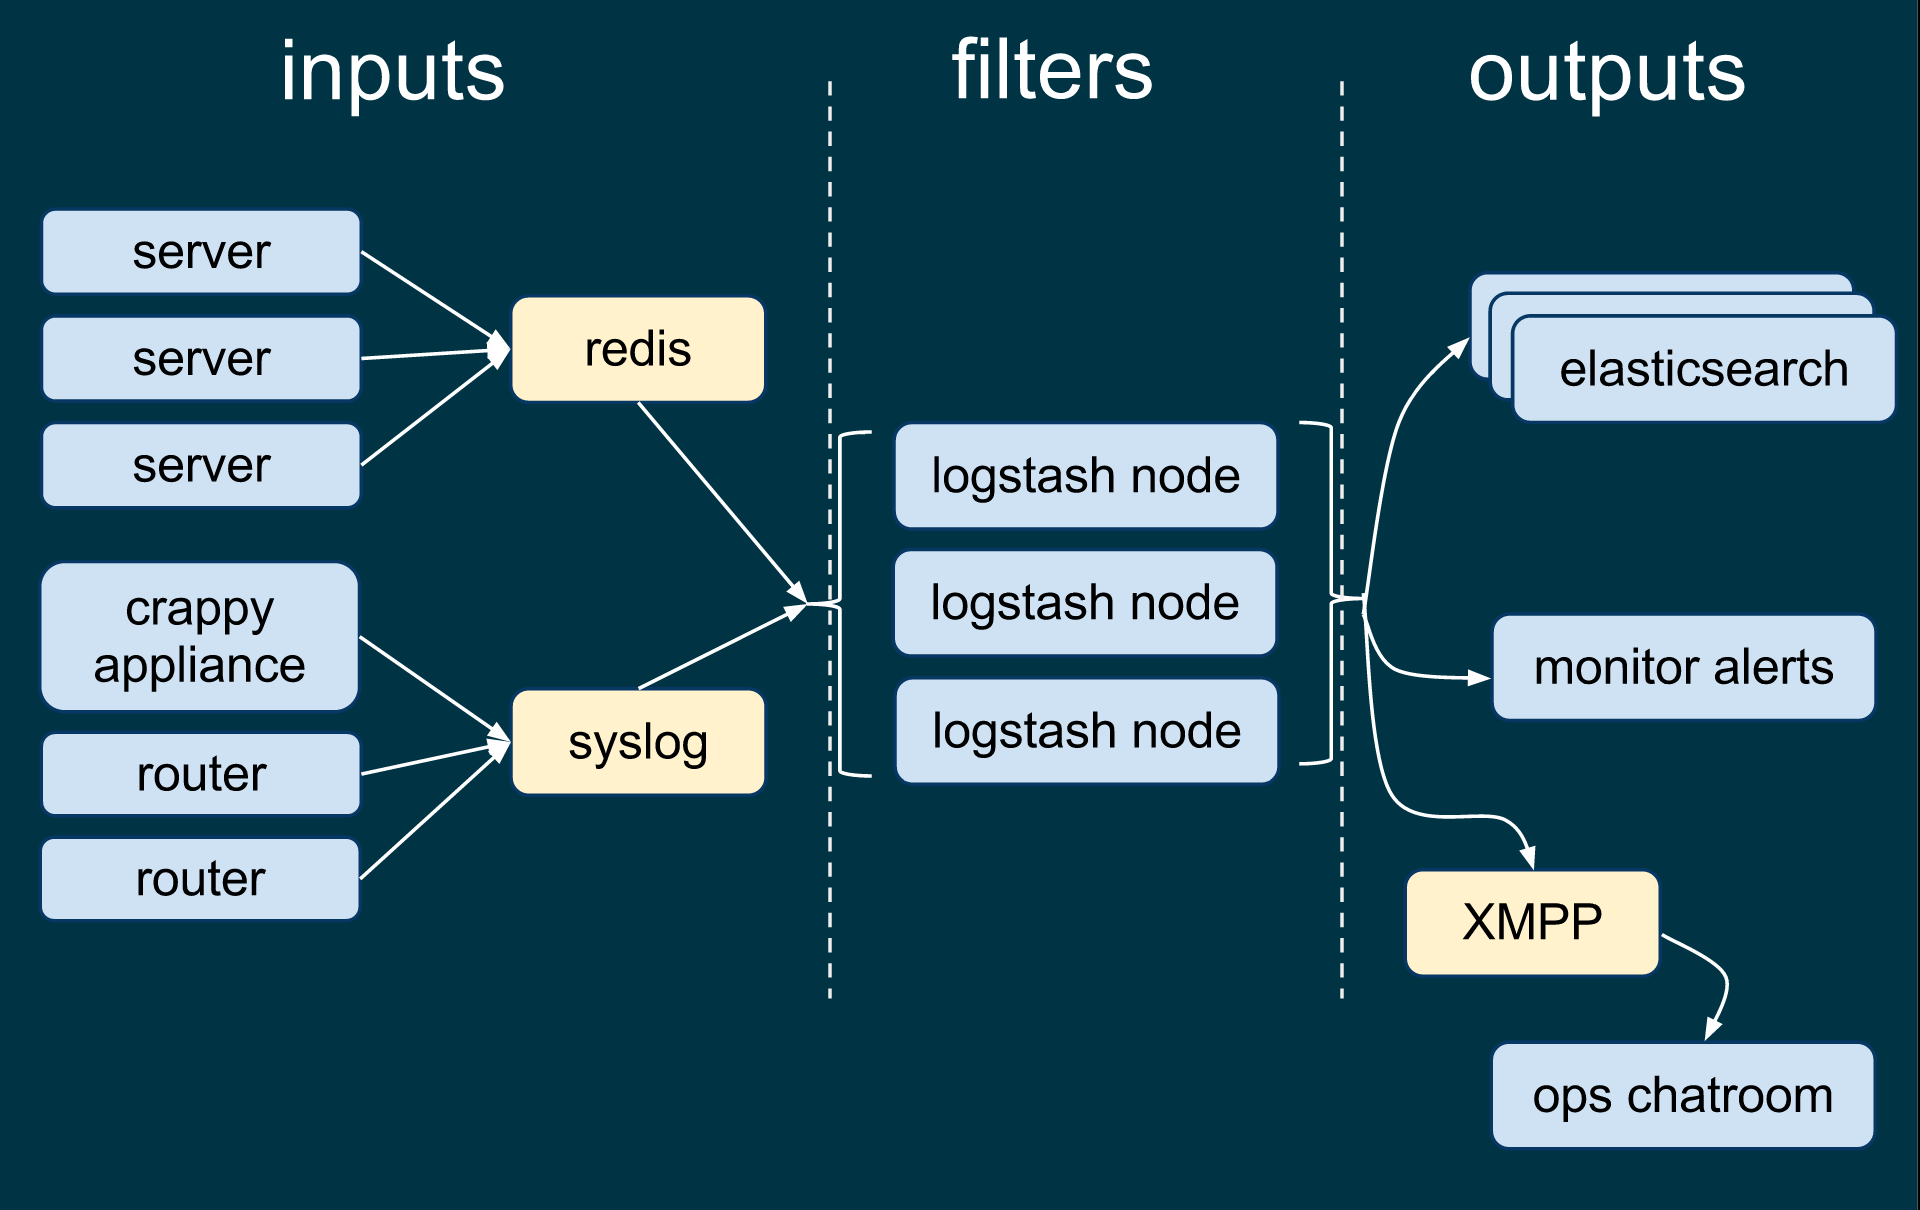 inputs
filters
outputs
server
server
server
redis
crappy
appliance
router
router
syslog
logstash node
logstash node
logstash node
elasticsearch
monitor alerts
XMPP
ops chatroom